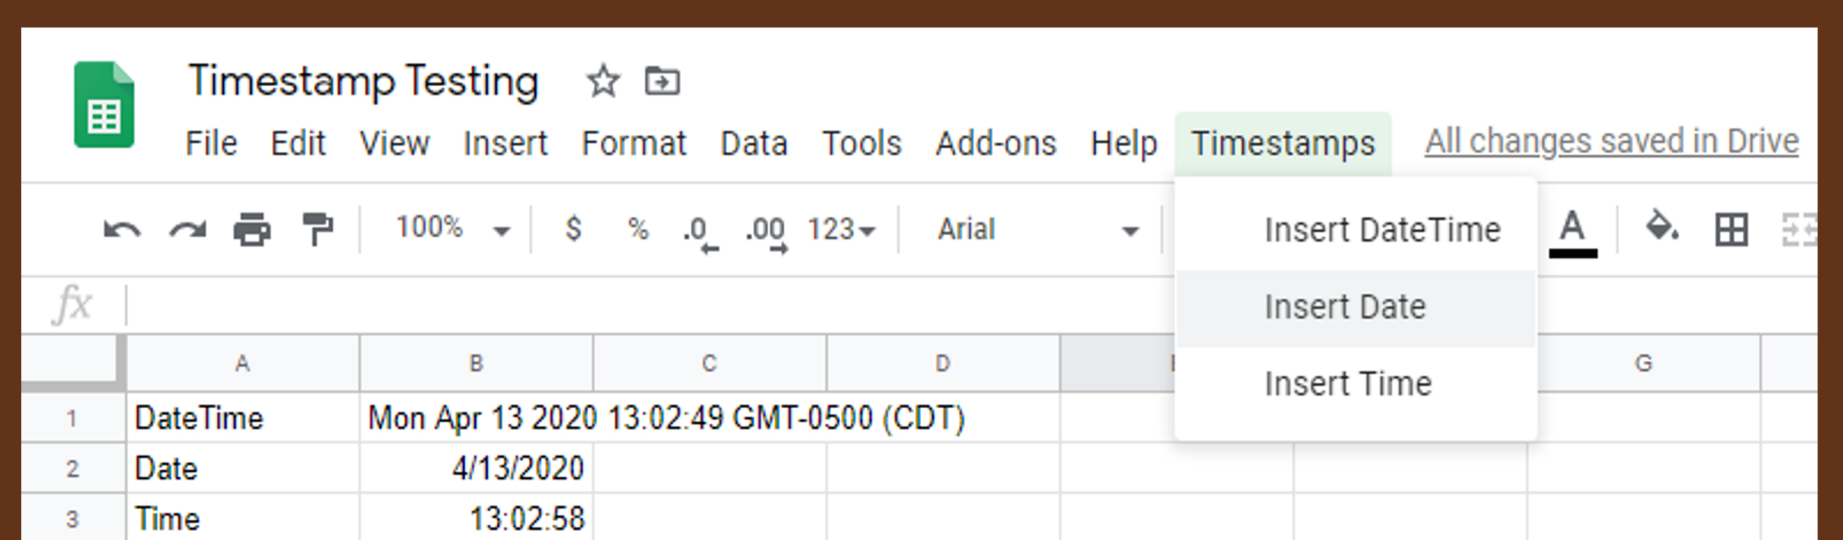 Timestamp Testing
File Edit View Insert Format Data Tools Add-ons Help Timestamps All changes saved in Drive
100% $ % .0 .00 123 Arial A
Insert DateTime
Insert Date
Insert Time
fx
A B C D G
1 DateTime Mon Apr 13 2020 13:02:49 GMT-0500 (CDT)
2 Date 4/13/2020
3 Time 13:02:58